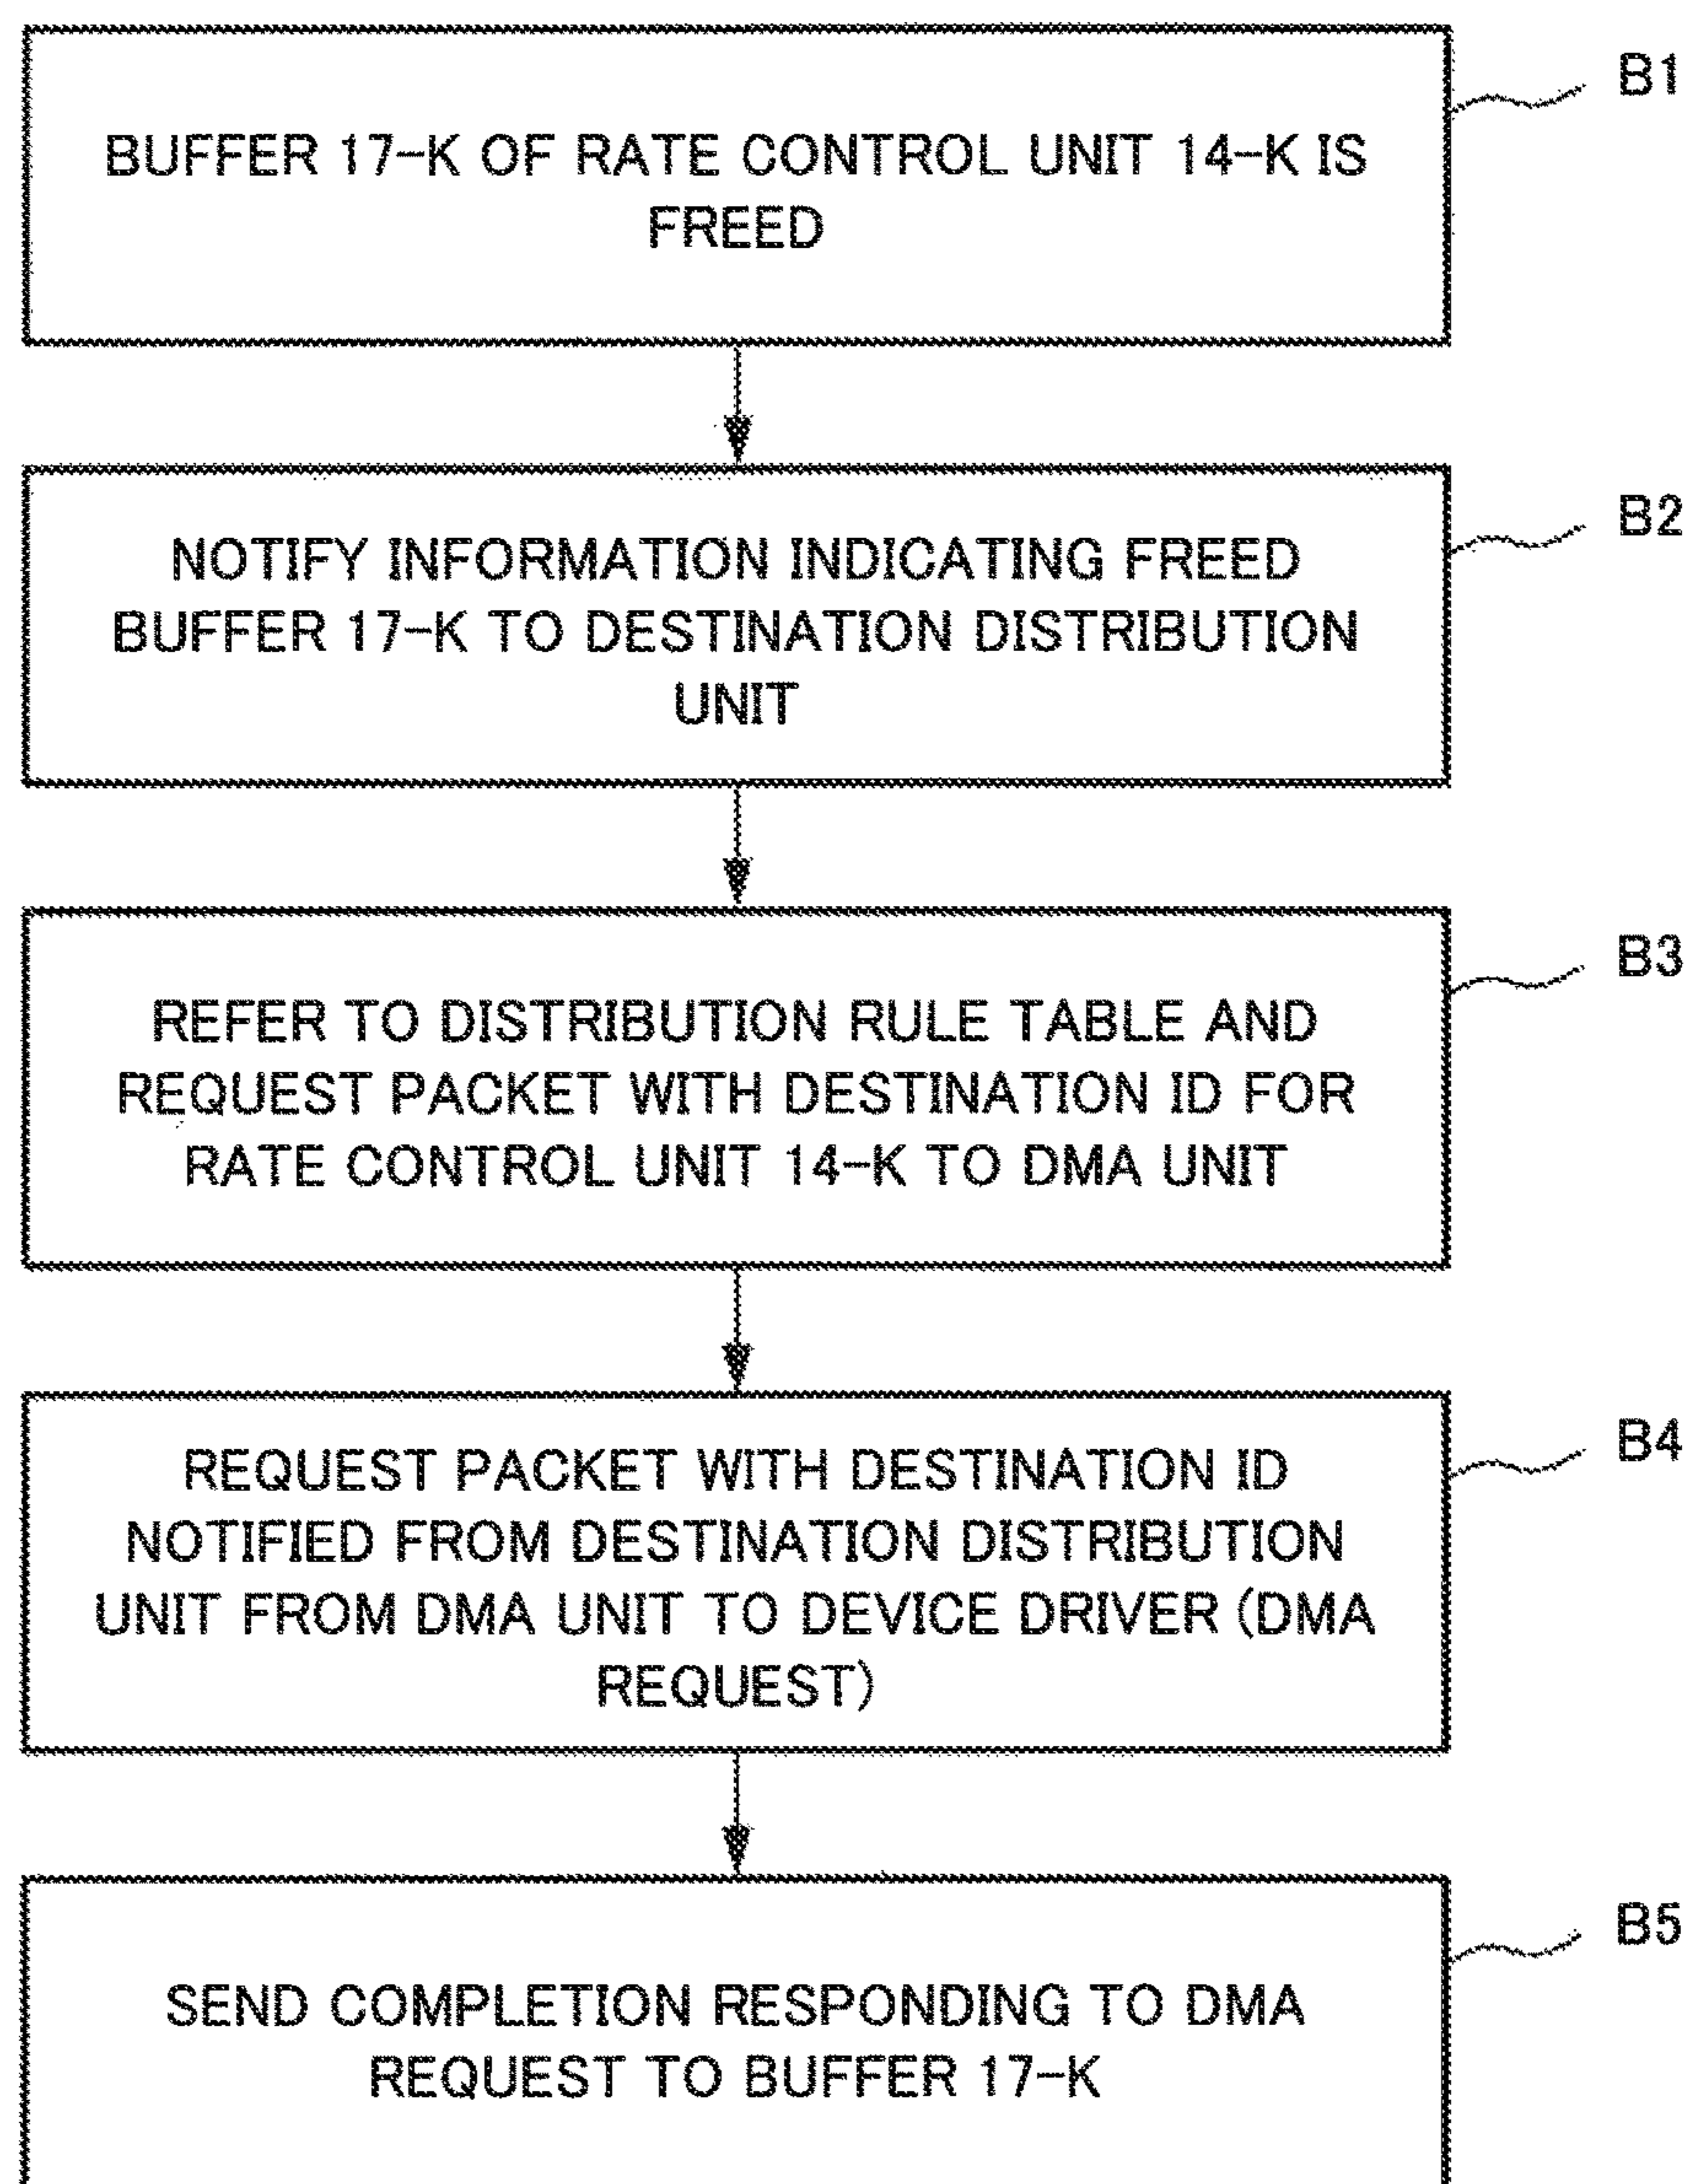 B1
BUFFER 17-K OF RATE CONTROL UNIT 14-K IS
FREED
B2
NOTIFY INFORMATION INDICATING FREED
BUFFER 17-K TO DESTINATION DISTRIBUTION
UNIT
B3
REFER TO DISTRIBUTION RULE TABLE AND
REQUEST PACKET WITH DESTINATION ID FOR
RATE CONTROL UNIT 14-K TO DMA UNIT
B4
REQUEST PACKET WITH DESTINATION ID
NOTIFIED FROM DESTINATION DISTRIBUTION
UNIT FROM DMA UNIT TO DEVICE DRIVER (DMA
REQUEST)
B5
SEND COMPLETION RESPONDING TO DMA
REQUEST TO BUFFER 17-K